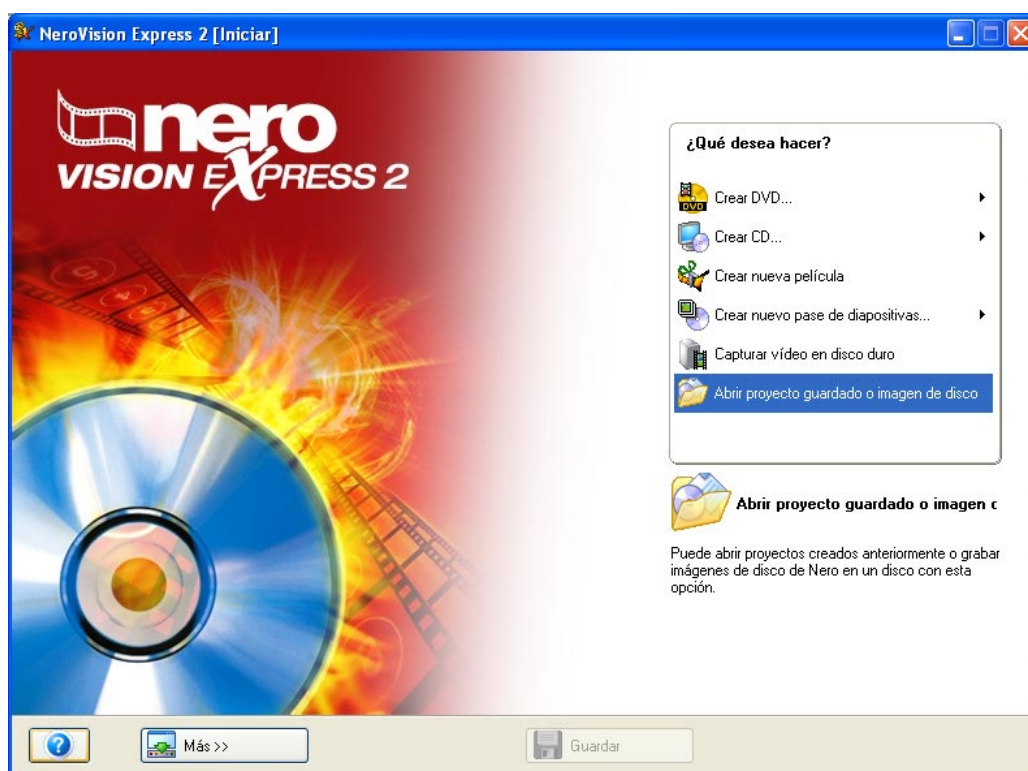 NeroVision Express 2 [Iniciar]
nero
VISION EXPRESS 2
¿Qué desea hacer?
DVD
Crear DVD...
Crear CD...
Crear nueva película
Crear nuevo pase de diapositivas...
Capturar vídeo en disco duro
Abrir proyecto guardado o imagen de disco
Abrir proyecto guardado o imagen c
Puede abrir proyectos creados anteriormente o grabar
imágenes de disco de Nero en un disco con esta
opción.
Más >>
Guardar